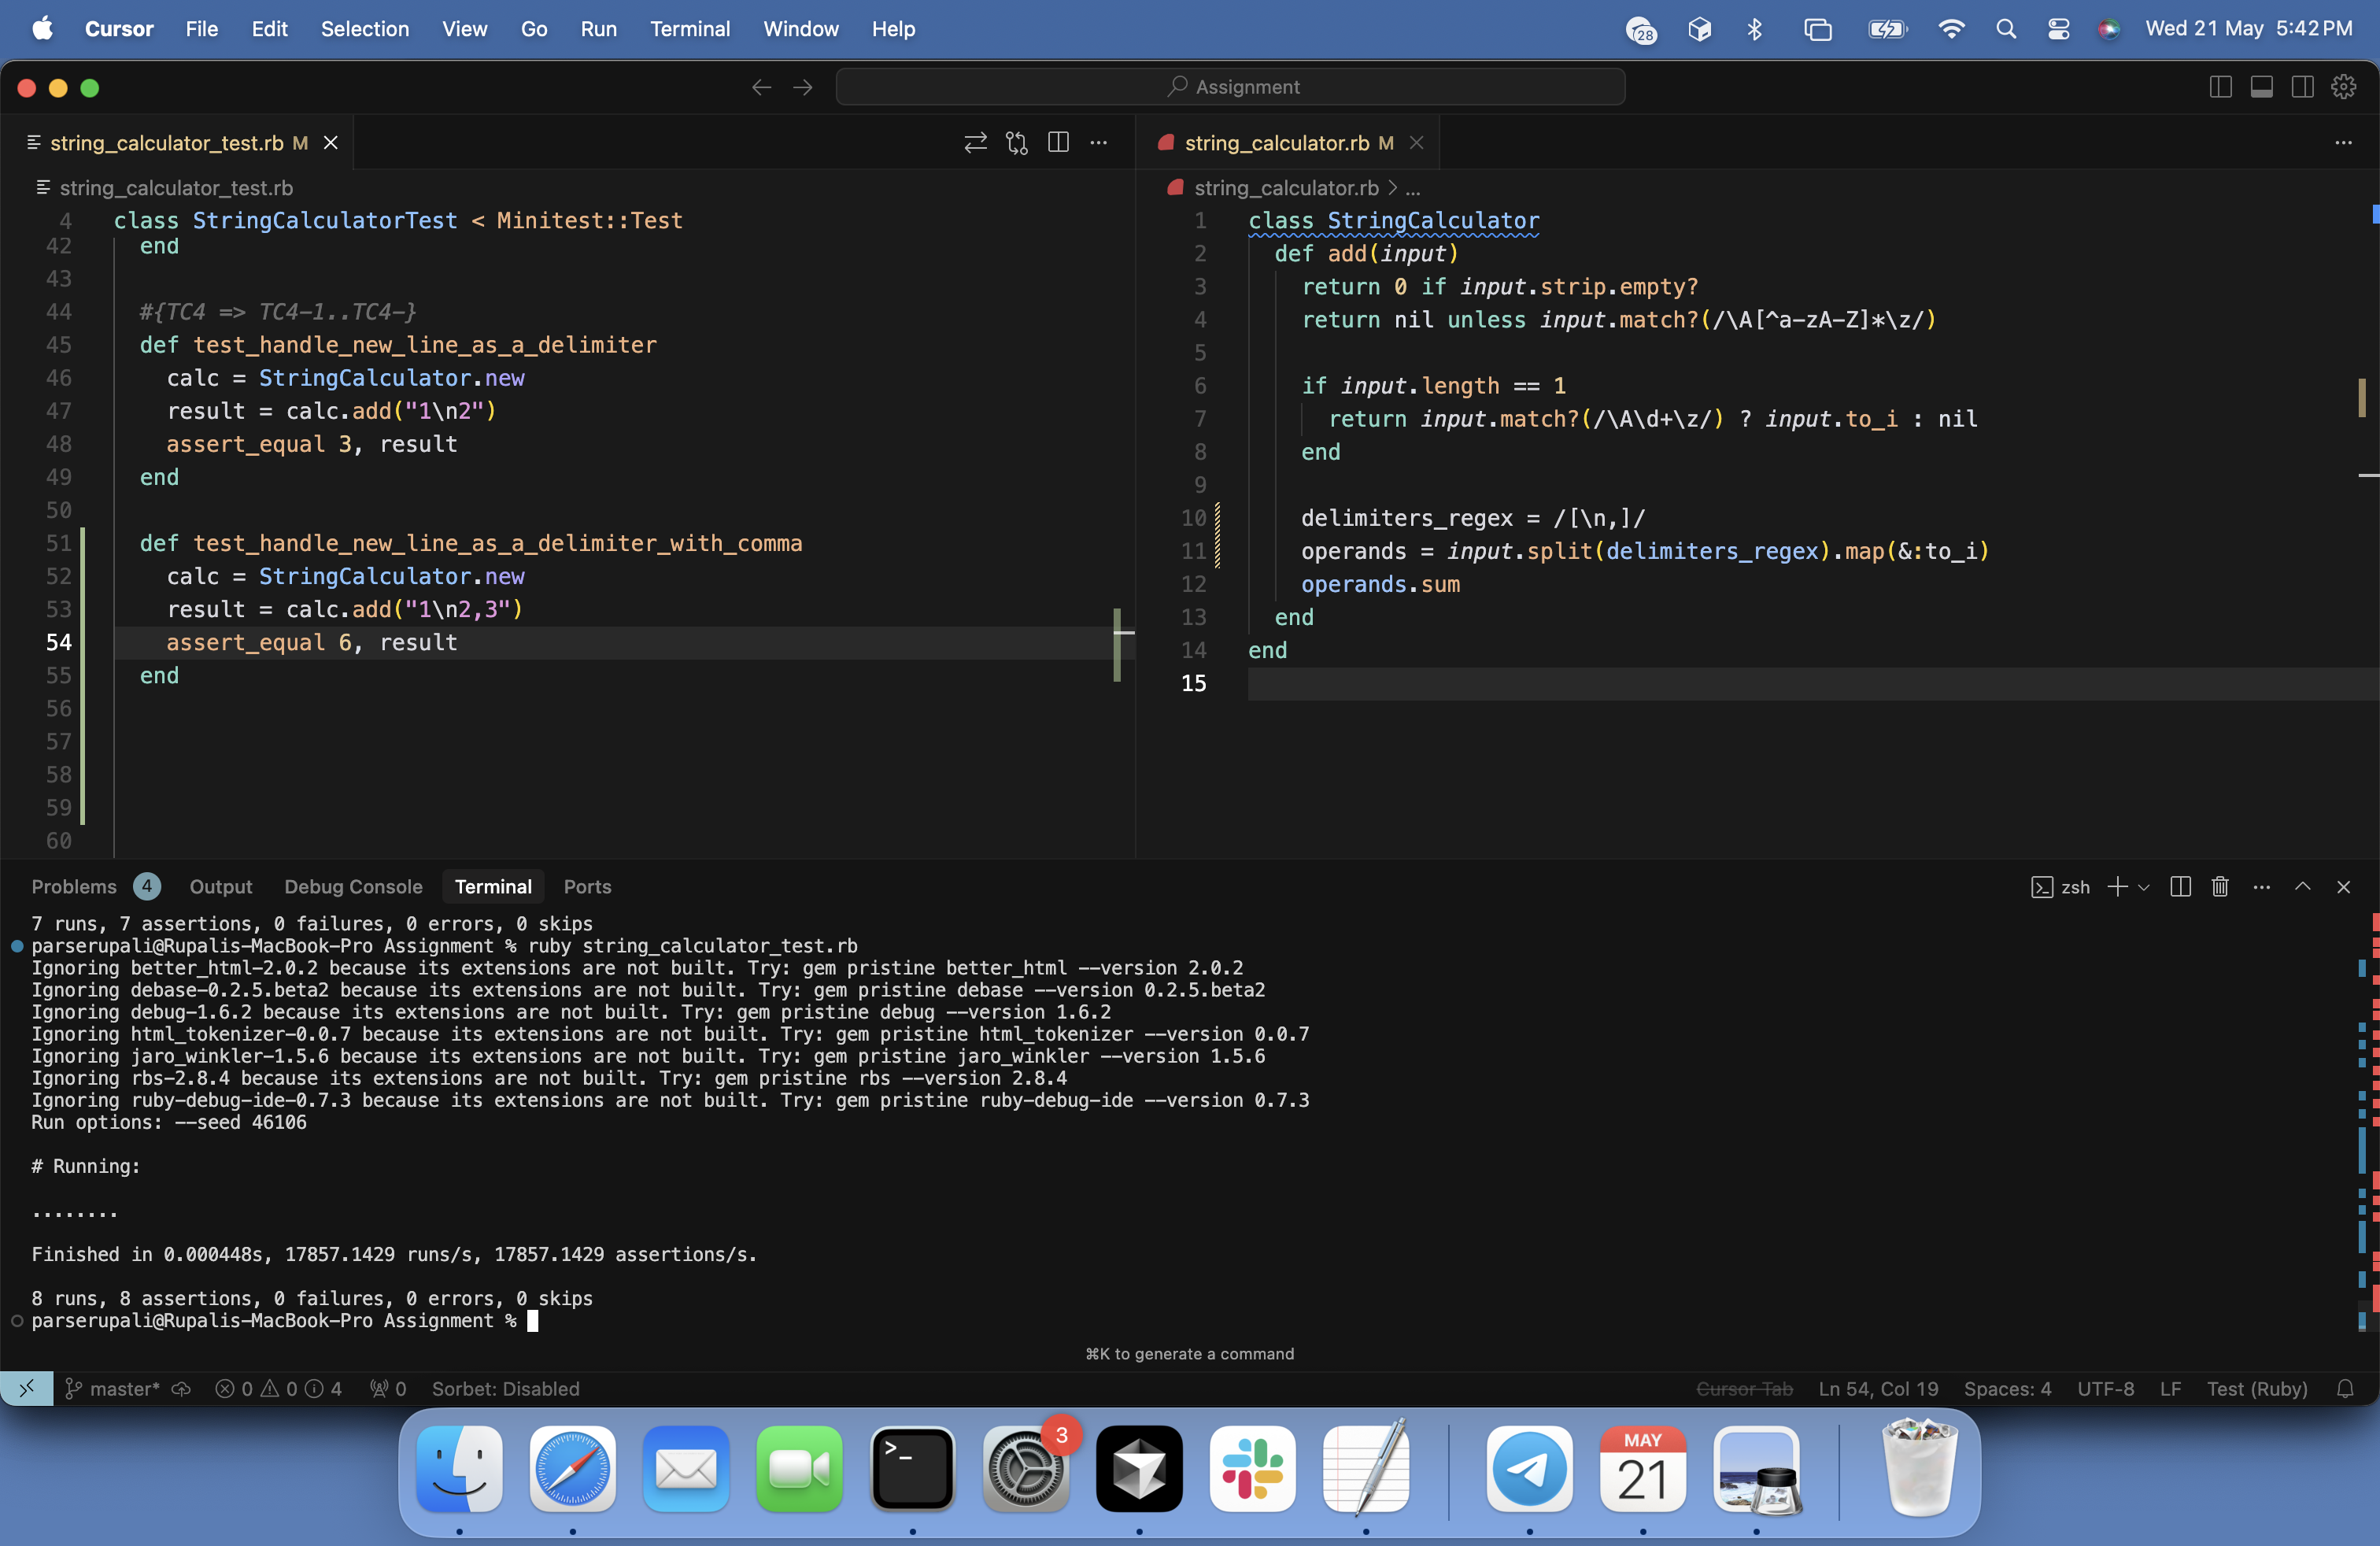 Cursor File Edit Selection View Go Run Terminal Window Help 28 Wed 21 May 5:42 PM
Assignment
string_calculator_test.rb M
string_calculator.rb M
string_calculator_test.rb
string_calculator.rb > ...
4 class StringCalculatorTest < Minitest::Test
42 end
43
44 #{TC4 => TC4-1..TC4-}
45 def test_handle_new_line_as_a_delimiter
46 calc = StringCalculator.new
47 result = calc.add("1\n2")
48 assert_equal 3, result
49 end
50
51 def test_handle_new_line_as_a_delimiter_with_comma
52 calc = StringCalculator.new
53 result = calc.add("1\n2,3")
54 assert_equal 6, result
55 end
56
57
58
59
60
1 class StringCalculator
2 def add(input)
3 return 0 if input.strip.empty?
4 return nil unless input.match?(/\A[^a-zA-Z]*\z/)
5
6 if input.length == 1
7 return input.match?(/\A\d+\z/) ? input.to_i : nil
8 end
9
10 delimiters_regex = /[\n,]/
11 operands = input.split(delimiters_regex).map(&:to_i)
12 operands.sum
13 end
14 end
15
Problems 4 Output Debug Console Terminal Ports zsh
7 runs, 7 assertions, 0 failures, 0 errors, 0 skips
parserupali@Rupalis-MacBook-Pro Assignment % ruby string_calculator_test.rb
Ignoring better_html-2.0.2 because its extensions are not built. Try: gem pristine better_html --version 2.0.2
Ignoring debase-0.2.5.beta2 because its extensions are not built. Try: gem pristine debase --version 0.2.5.beta2
Ignoring debug-1.6.2 because its extensions are not built. Try: gem pristine debug --version 1.6.2
Ignoring html_tokenizer-0.0.7 because its extensions are not built. Try: gem pristine html_tokenizer --version 0.0.7
Ignoring jaro_winkler-1.5.6 because its extensions are not built. Try: gem pristine jaro_winkler --version 1.5.6
Ignoring rbs-2.8.4 because its extensions are not built. Try: gem pristine rbs --version 2.8.4
Ignoring ruby-debug-ide-0.7.3 because its extensions are not built. Try: gem pristine ruby-debug-ide --version 0.7.3
Run options: --seed 46106
# Running:
........
Finished in 0.000448s, 17857.1429 runs/s, 17857.1429 assertions/s.
8 runs, 8 assertions, 0 failures, 0 errors, 0 skips
parserupali@Rupalis-MacBook-Pro Assignment %
⌘K to generate a command
master* 0 0 4 0 Sorbet: Disabled Cursor Tab Ln 54, Col 19 Spaces: 4 UTF-8 LF Test (Ruby)
3
MAY
21